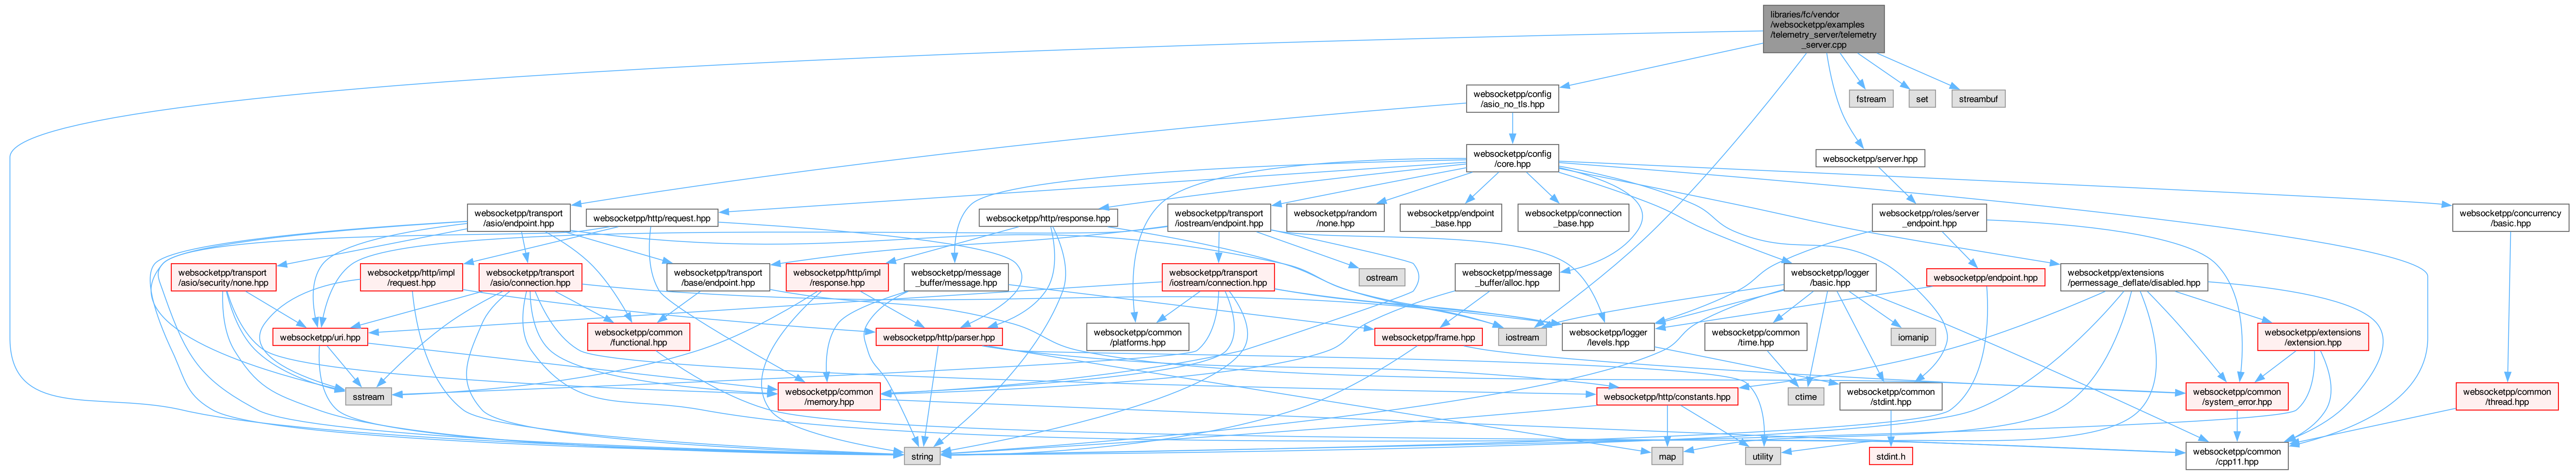 libraries/fc/vendor
/websocketpp/examples
/telemetry_server/telemetry
_server.cpp
websocketpp/config
/asio_no_tls.hpp
fstream
set
streambuf
websocketpp/config
/core.hpp
websocketpp/server.hpp
websocketpp/transport
/asio/endpoint.hpp
websocketpp/http/request.hpp
websocketpp/http/response.hpp
websocketpp/transport
/iostream/endpoint.hpp
websocketpp/random
/none.hpp
websocketpp/endpoint
_base.hpp
websocketpp/connection
_base.hpp
websocketpp/roles/server
_endpoint.hpp
websocketpp/concurrency
/basic.hpp
websocketpp/transport
/asio/security/none.hpp
websocketpp/http/impl
/request.hpp
websocketpp/transport
/asio/connection.hpp
websocketpp/transport
/base/endpoint.hpp
websocketpp/http/impl
/response.hpp
websocketpp/message
_buffer/message.hpp
websocketpp/transport
/iostream/connection.hpp
ostream
websocketpp/message
_buffer/alloc.hpp
websocketpp/logger
/basic.hpp
websocketpp/endpoint.hpp
websocketpp/extensions
/permessage_deflate/disabled.hpp
websocketpp/uri.hpp
websocketpp/common
/functional.hpp
websocketpp/http/parser.hpp
websocketpp/common
/platforms.hpp
websocketpp/frame.hpp
iostream
websocketpp/logger
/levels.hpp
websocketpp/common
/time.hpp
iomanip
websocketpp/extensions
/extension.hpp
sstream
websocketpp/common
/memory.hpp
websocketpp/http/constants.hpp
ctime
websocketpp/common
/stdint.hpp
websocketpp/common
/system_error.hpp
websocketpp/common
/thread.hpp
string
map
utility
stdint.h
websocketpp/common
/cpp11.hpp